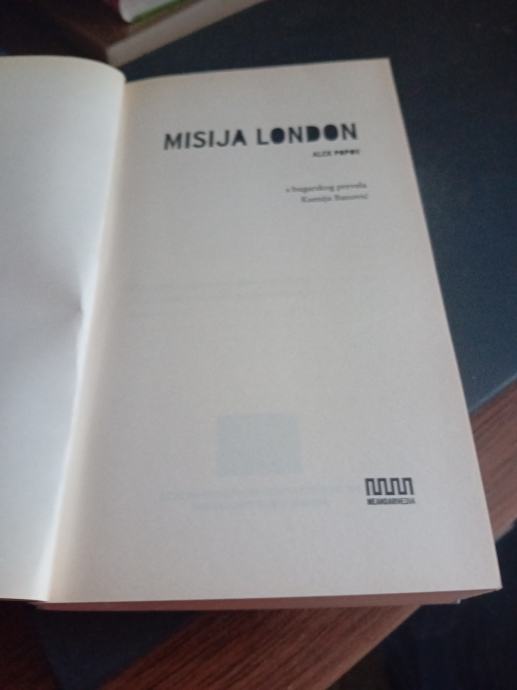 MISIJA LONDON
ALEK POPOV
s bugarskog prevela
Ksenija Banović
MEANDARMEDIA